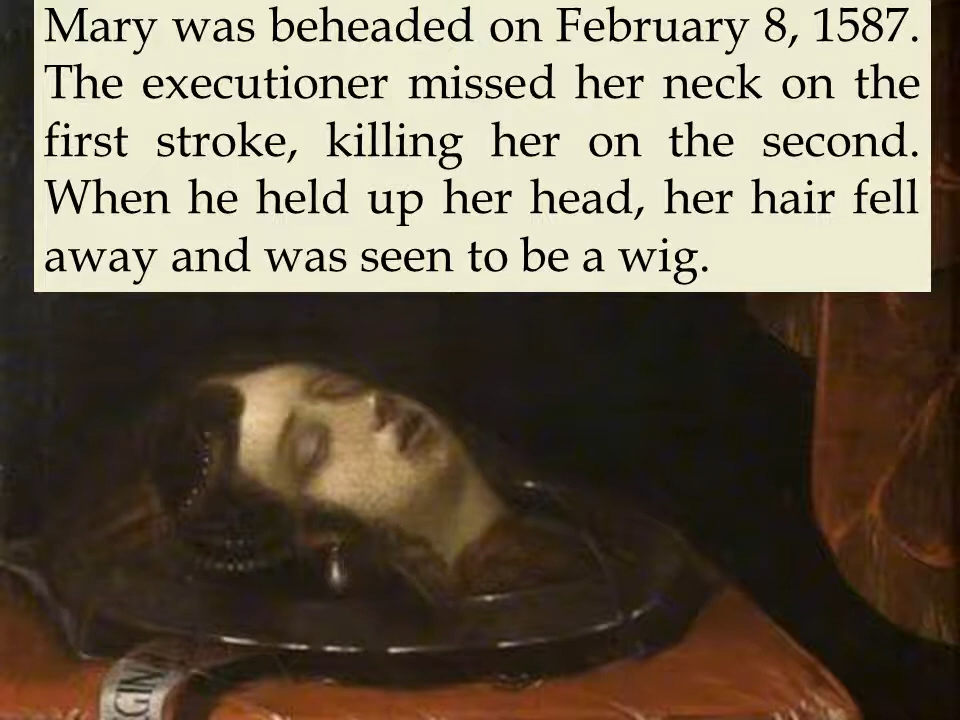 Mary was beheaded on February 8, 1587.
The executioner missed her neck on the
first stroke, killing her on the second.
When he held up her head, her hair fell
away and was seen to be a wig.
GIN